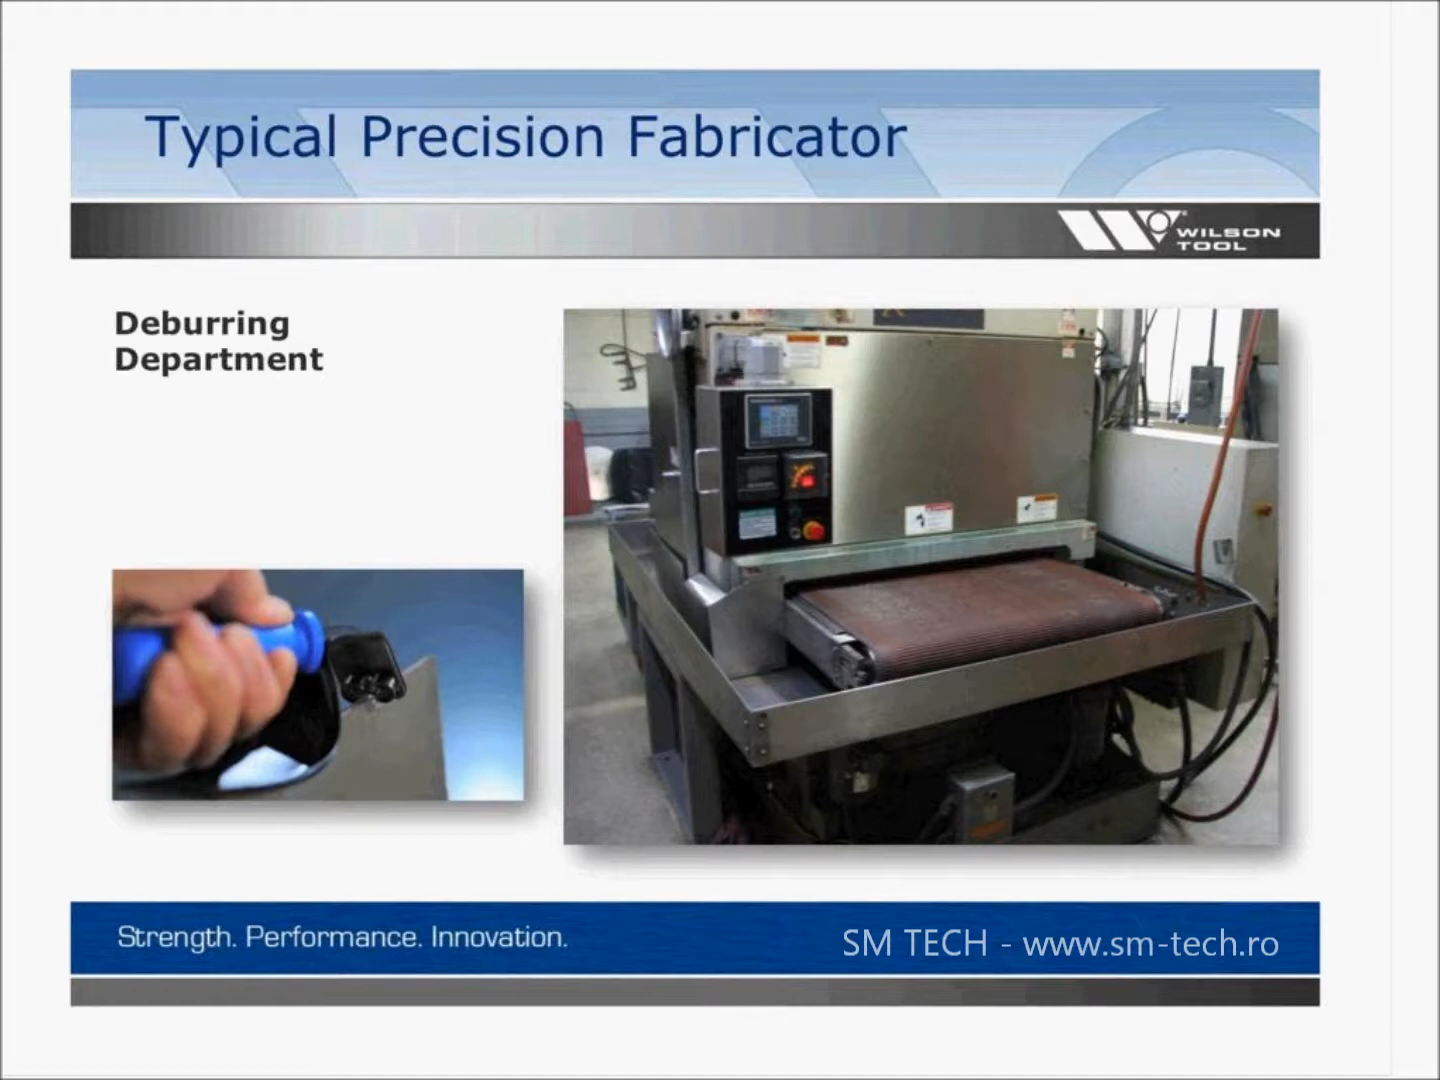 Typical Precision Fabricator
WILSON
TOOL
Deburring
Department
Strength. Performance. Innovation.
SM TECH - www.sm-tech.ro